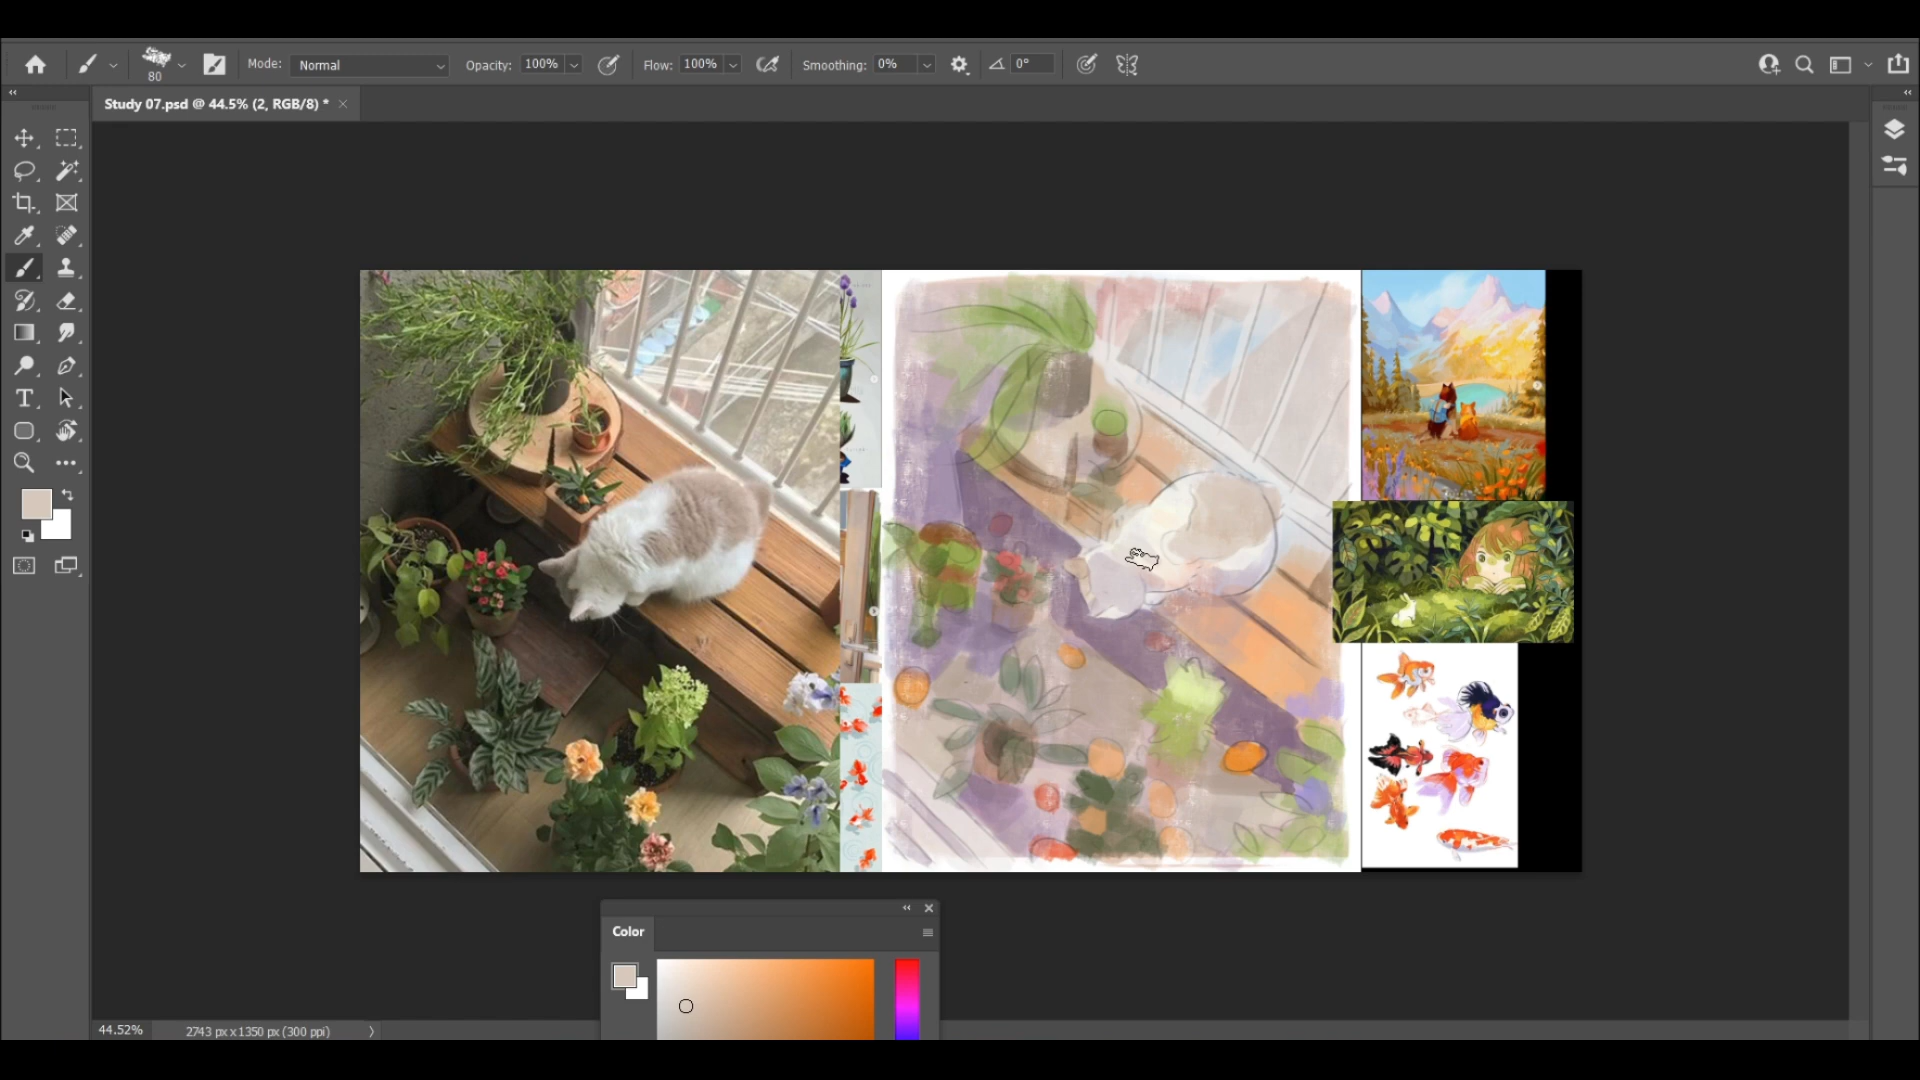 80
Mode: Normal
Opacity: 100%
Flow: 100%
Smoothing: 0%
0°
Study 07.psd @ 44.5% (2, RGB/8) *
Color
44.52%
2743 px x 1350 px (300 ppi)